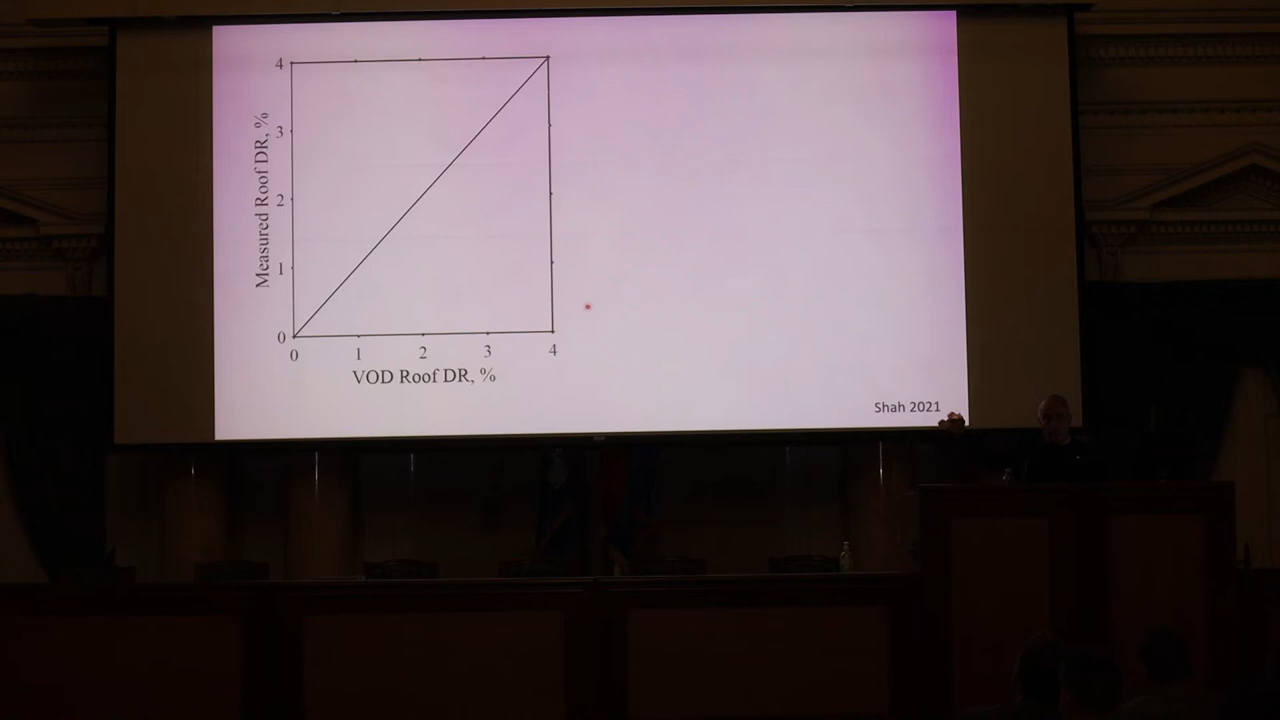 4
3
2
1
0
Measured Roof DR, %
0 1 2 3 4
VOD Roof DR, %
Shah 2021